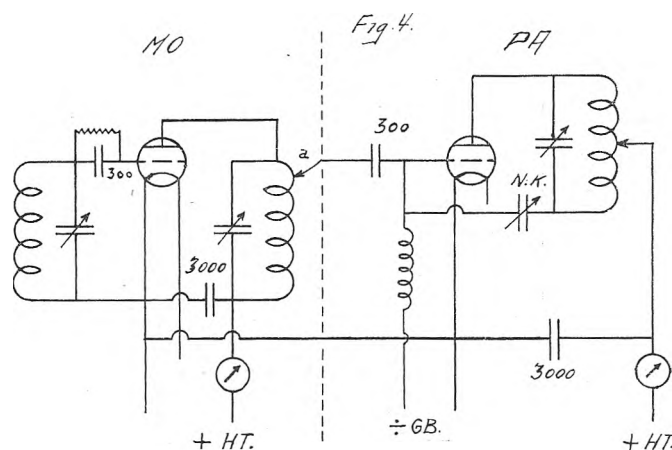 Fig. 4.
MO
PA
300
a
300
N.K.
3000
3000
+ HT.
÷ GB.
+ HT.